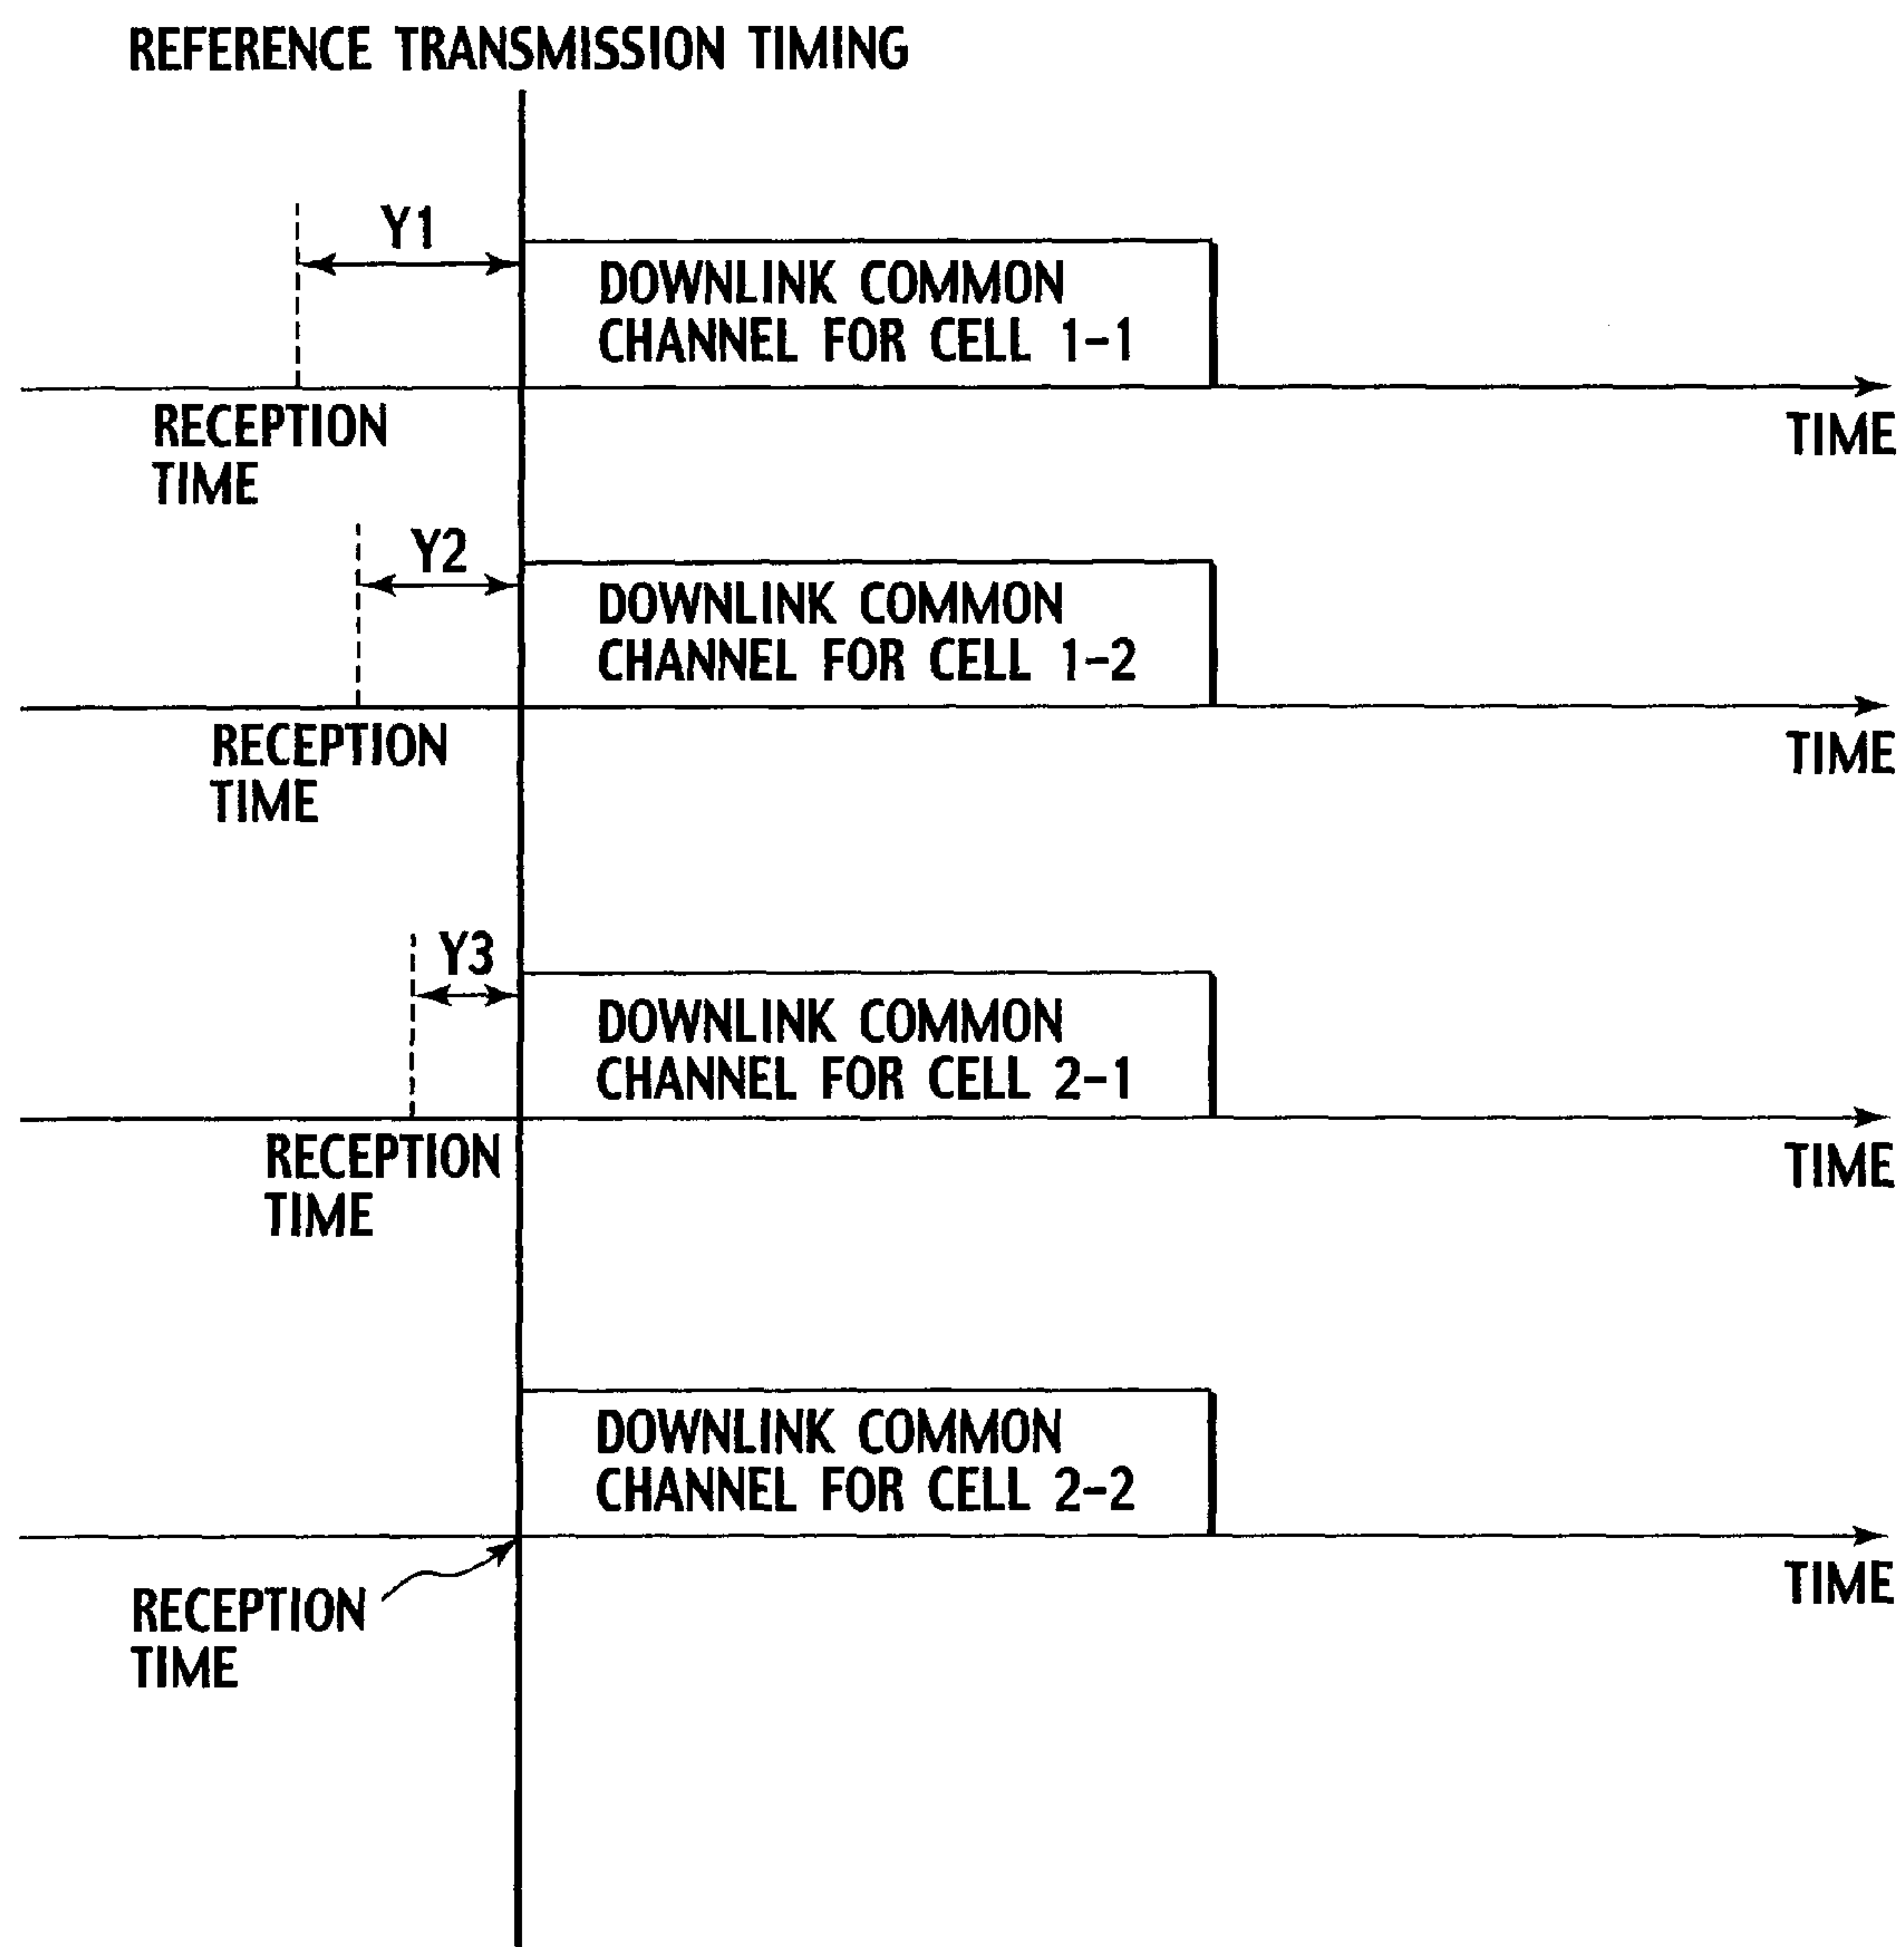 REFERENCE TRANSMISSION TIMING
Y1
DOWNLINK COMMON
CHANNEL FOR CELL 1-1
RECEPTION
TIME
TIME
Y2
DOWNLINK COMMON
CHANNEL FOR CELL 1-2
RECEPTION
TIME
TIME
Y3
DOWNLINK COMMON
CHANNEL FOR CELL 2-1
RECEPTION
TIME
TIME
DOWNLINK COMMON
CHANNEL FOR CELL 2-2
TIME
RECEPTION
TIME